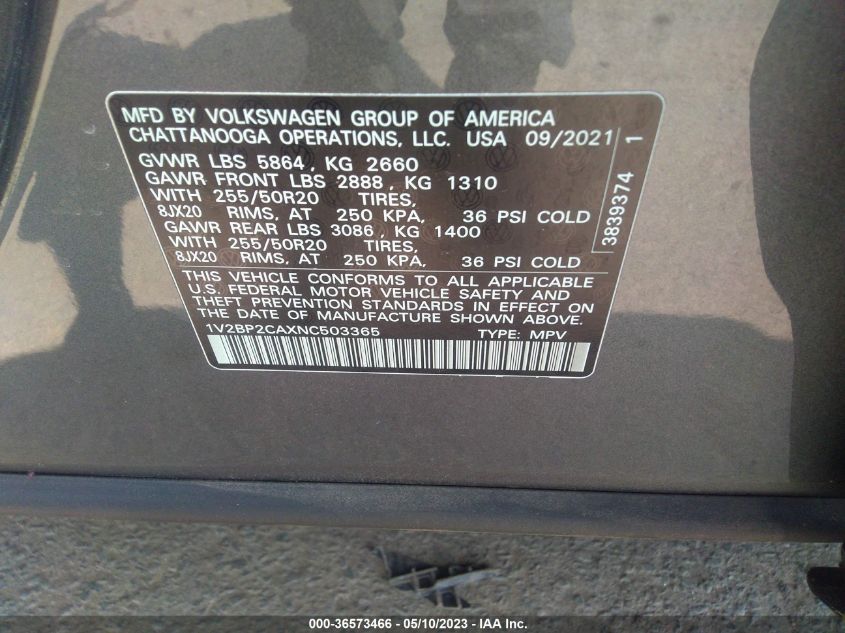 MFD BY VOLKSWAGEN GROUP OF AMERICA
CHATTANOOGA OPERATIONS, LLC. USA 09/2021
GVWR LBS 5864, KG 2660
GAWR FRONT LBS 2888, KG 1310
WITH 255/50R20 TIRES,
8JX20 RIMS, AT 250 KPA, 36 PSI COLD
GAWR REAR LBS 3086, KG 1400
WITH 255/50R20 TIRES,
8JX20 RIMS, AT 250 KPA, 36 PSI COLD
THIS VEHICLE CONFORMS TO ALL APPLICABLE
U.S. FEDERAL MOTOR VEHICLE SAFETY AND
THEFT PREVENTION STANDARDS IN EFFECT ON
THE DATE OF MANUFACTURE SHOWN ABOVE.
1V2BP2CAXNC503365 TYPE: MPV
3839374 1
000-36573466 - 05/10/2023 - IAA Inc.